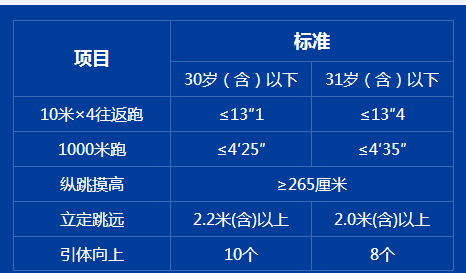 项目
标准
30岁（含）以下
31岁（含）以下
10米×4往返跑
≤13″1
≤13″4
1000米跑
≤4′25″
≤4′35″
纵跳摸高
≥265厘米
立定跳远
2.2米(含)以上
2.0米(含)以上
引体向上
10个
8个